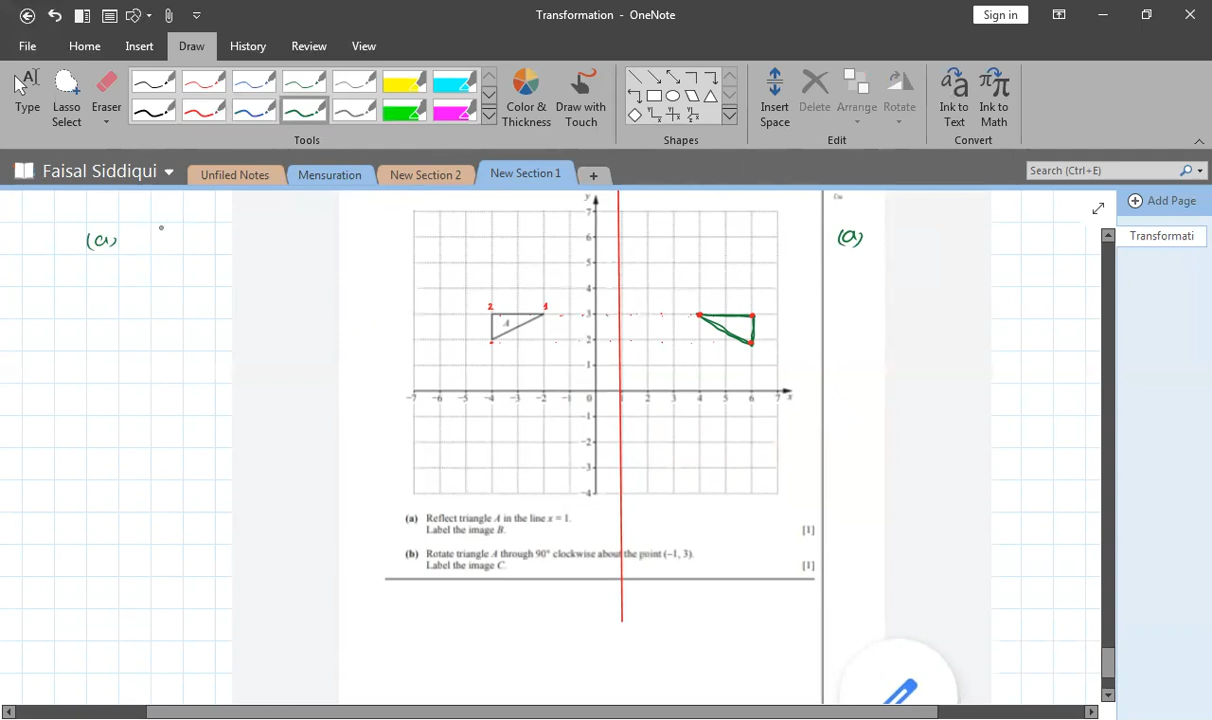 Transformation - OneNote
Sign in
File Home Insert Draw History Review View
Type
Lasso Select
Eraser
Color & Thickness
Draw with Touch
Insert Space
Delete
Arrange
Rotate
Ink to Text
Ink to Math
Tools
Shapes
Edit
Convert
Faisal Siddiqui
Unfiled Notes
Mensuration
New Section 2
New Section 1
+
Search (Ctrl+E)
Add Page
Transformati
(a)
(a)
y
7
6
5
4
3
2
1
2
1
A
-7 -6 -5 -4 -3 -2 -1 0 1 2 3 4 5 6 7 x
-1
-2
-3
-4
(a) Reflect triangle A in the line x = 1.
Label the image B. [1]
(b) Rotate triangle A through 90° clockwise about the point (-1, 3).
Label the image C. [1]